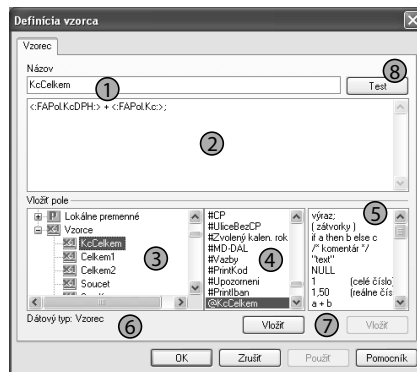 Definícia vzorca
Vzorec
Názov
8
KcCelkem
1
Test
<:FAPol.KcDPH:> + <:FAPol.Kc:>;
2
Vložiť pole
Lokálne premenné
Vzorce
KcCelkem
Celkem1
Celkem2
Soucet
3
#CP
#UliceBezCP
#Zvolený kalen. rok
#MD-DAL
#Vazby
#PrintKod
#Upozorneni
#PrintIban
@KcCelkem
4
výraz;
( zátvorky )
if a then b else c
/* komentár */
"text"
NULL
1 (celé číslo)
1,50 (reálne čís
a + b
5
Dátový typ: Vzorec
6
Vložiť
7
Vložiť
OK
Zrušiť
Použiť
Pomocník